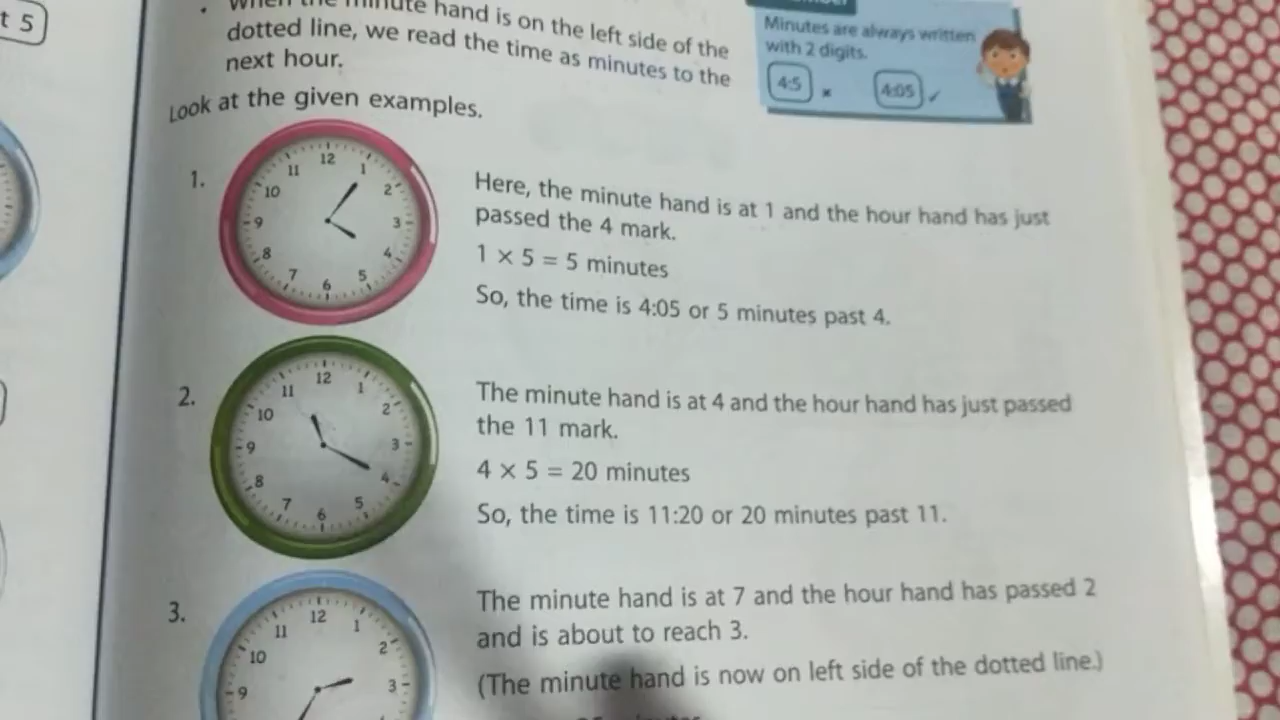 t 5
When the minute hand is on the left side of the
dotted line, we read the time as minutes to the
next hour.
Minutes are always written
with 2 digits.
4:5 × 4:05 ✓
Look at the given examples.
1.
12
11 1
10 2
9 3
8 4
7 5
6
Here, the minute hand is at 1 and the hour hand has just
passed the 4 mark.
1 × 5 = 5 minutes
So, the time is 4:05 or 5 minutes past 4.
2.
12
11 1
10 2
9 3
8 4
7 5
6
The minute hand is at 4 and the hour hand has just passed
the 11 mark.
4 × 5 = 20 minutes
So, the time is 11:20 or 20 minutes past 11.
3.
12
11 1
10 2
9 3
The minute hand is at 7 and the hour hand has passed 2
and is about to reach 3.
(The minute hand is now on left side of the dotted line.)